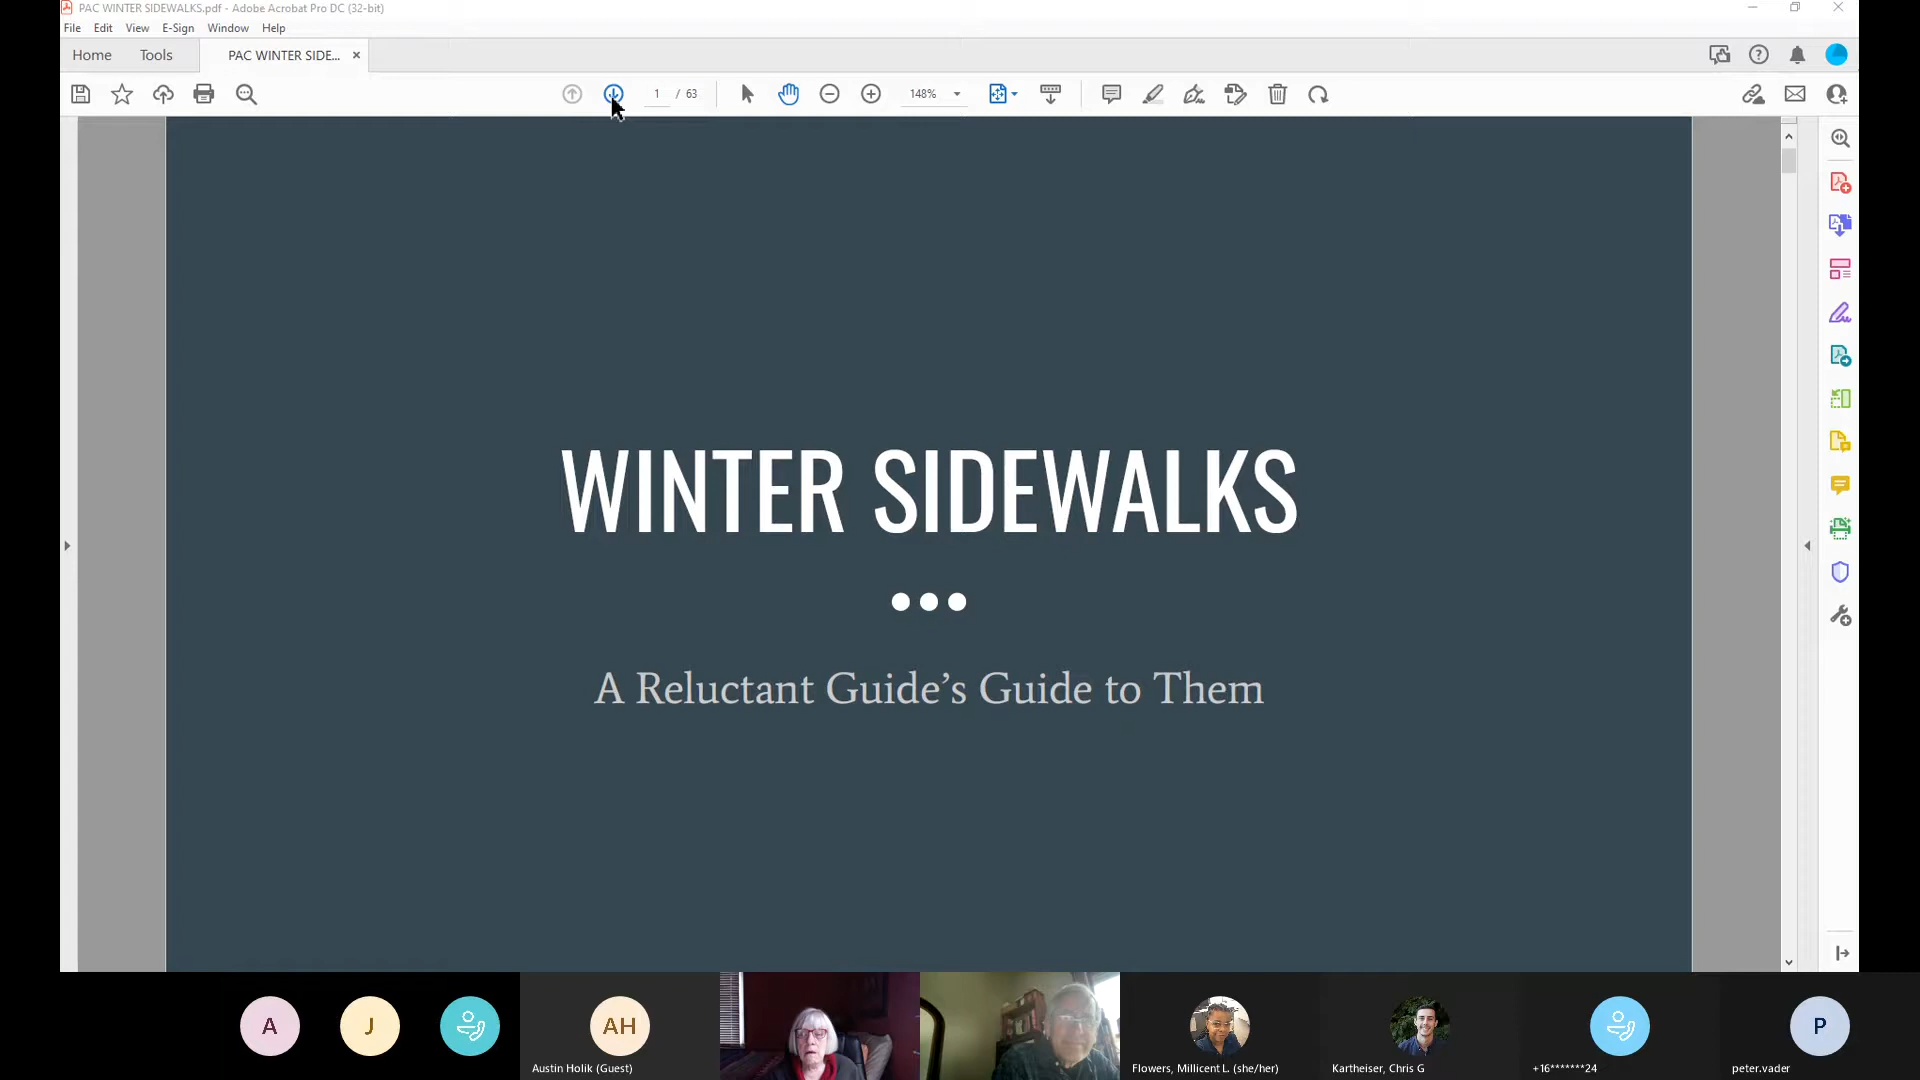 PAC WINTER SIDEWALKS.pdf - Adobe Acrobat Pro DC (32-bit)
File Edit View E-Sign Window Help
Home Tools PAC WINTER SIDE... ×
1 / 63 148%
WINTER SIDEWALKS
A Reluctant Guide’s Guide to Them
A J AH P
Austin Holik (Guest) Flowers, Millicent L. (she/her) Kartheiser, Chris G +16*******24 peter.vader